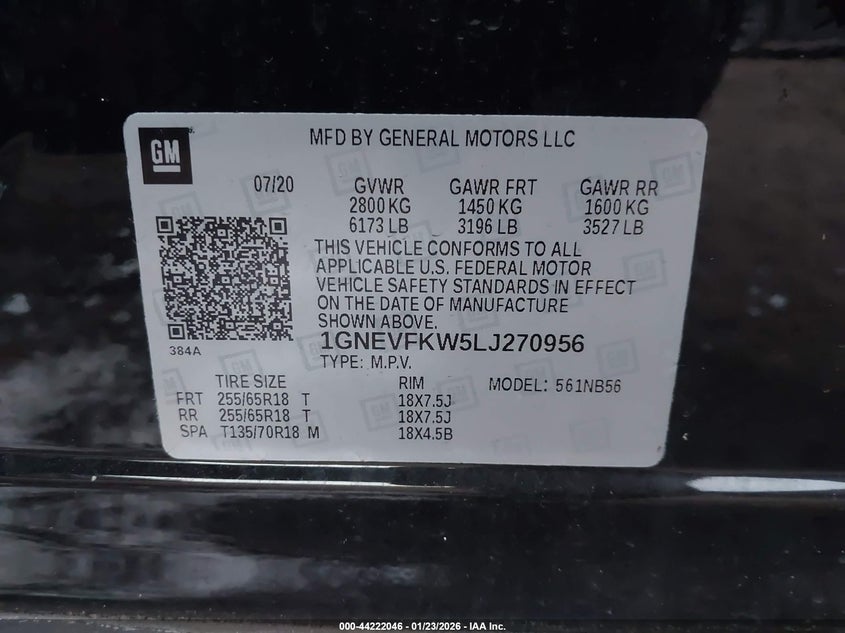 GM
MFD BY GENERAL MOTORS LLC
07/20 GVWR GAWR FRT GAWR RR
2800 KG 1450 KG 1600 KG
6173 LB 3196 LB 3527 LB
THIS VEHICLE CONFORMS TO ALL
APPLICABLE U.S. FEDERAL MOTOR
VEHICLE SAFETY STANDARDS IN EFFECT
ON THE DATE OF MANUFACTURE
SHOWN ABOVE.
384A
1GNEVFKW5LJ270956
TYPE: M.P.V.
TIRE SIZE RIM MODEL: 561NB56
FRT 255/65R18 T 18X7.5J
RR 255/65R18 T 18X7.5J
SPA T135/70R18 M 18X4.5B
000-44222046 - 01/23/2026 - IAA Inc.